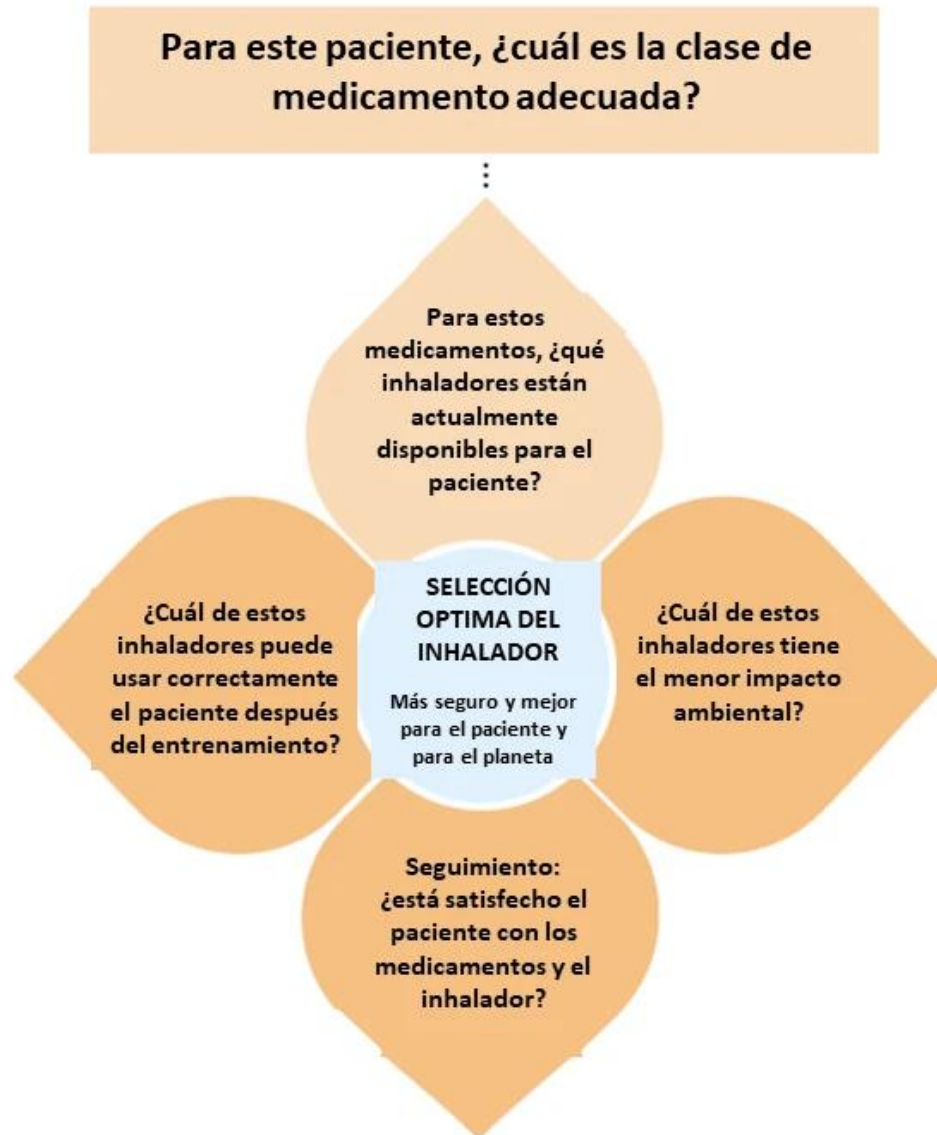 Para este paciente, ¿cuál es la clase de
medicamento adecuada?
Para estos
medicamentos, ¿qué
inhaladores están
actualmente
disponibles para el
paciente?
¿Cuál de estos
inhaladores puede
usar correctamente
el paciente después
del entrenamiento?
SELECCIÓN
OPTIMA DEL
INHALADOR
Más seguro y mejor
para el paciente y
para el planeta
¿Cuál de estos
inhaladores tiene
el menor impacto
ambiental?
Seguimiento:
¿está satisfecho el
paciente con los
medicamentos y el
inhalador?